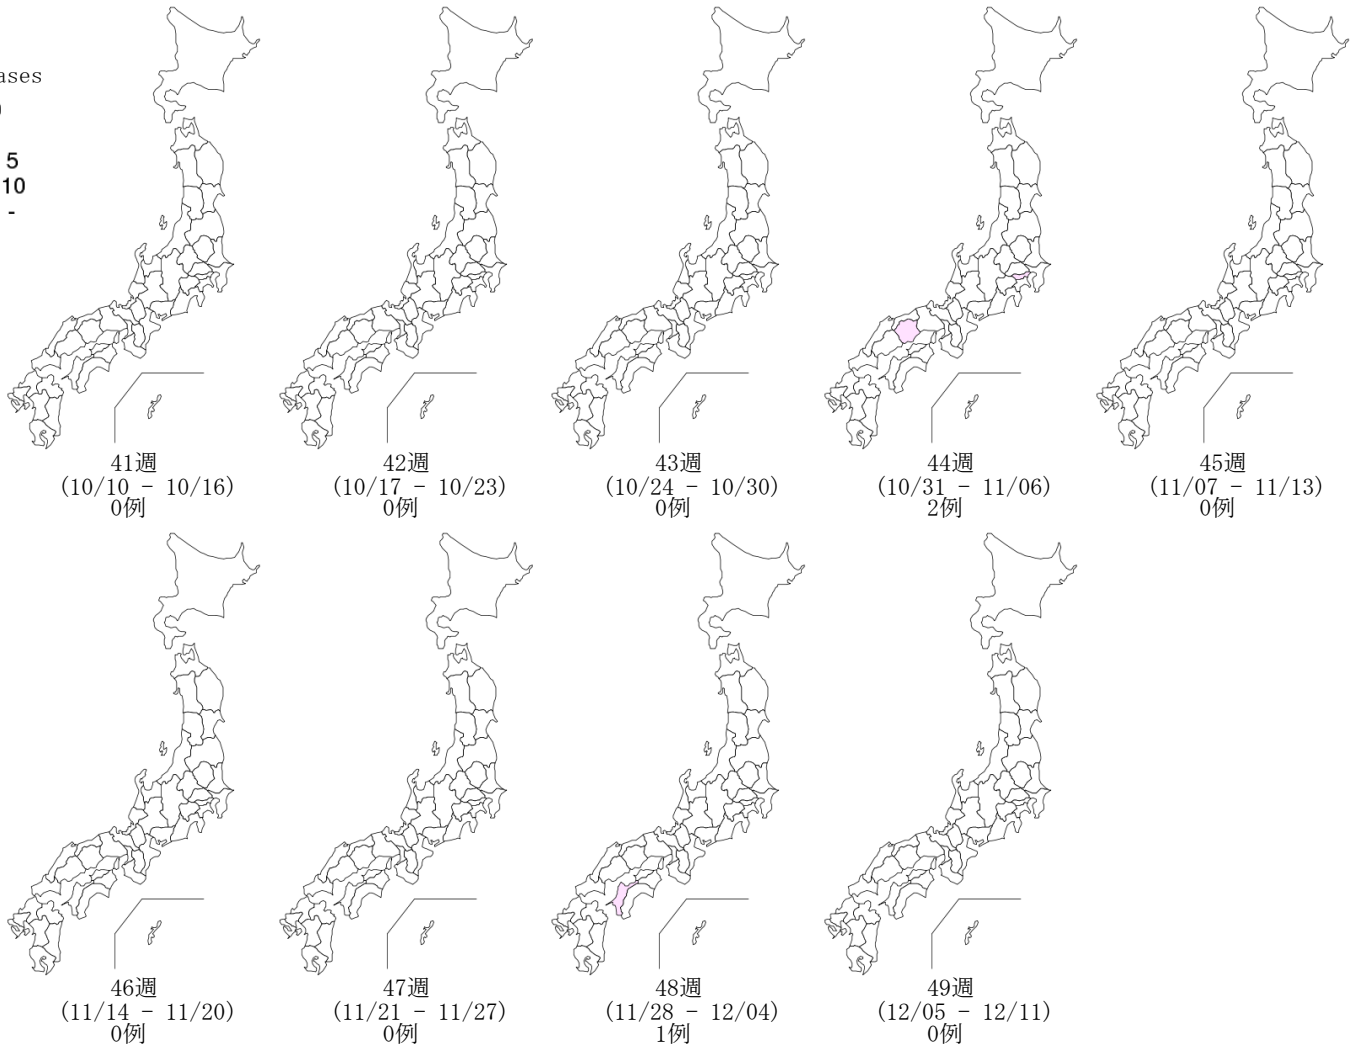 ases
5
10
-
41週
(10/10 - 10/16)
0例
42週
(10/17 - 10/23)
0例
43週
(10/24 - 10/30)
0例
44週
(10/31 - 11/06)
2例
45週
(11/07 - 11/13)
0例
46週
(11/14 - 11/20)
0例
47週
(11/21 - 11/27)
0例
48週
(11/28 - 12/04)
1例
49週
(12/05 - 12/11)
0例